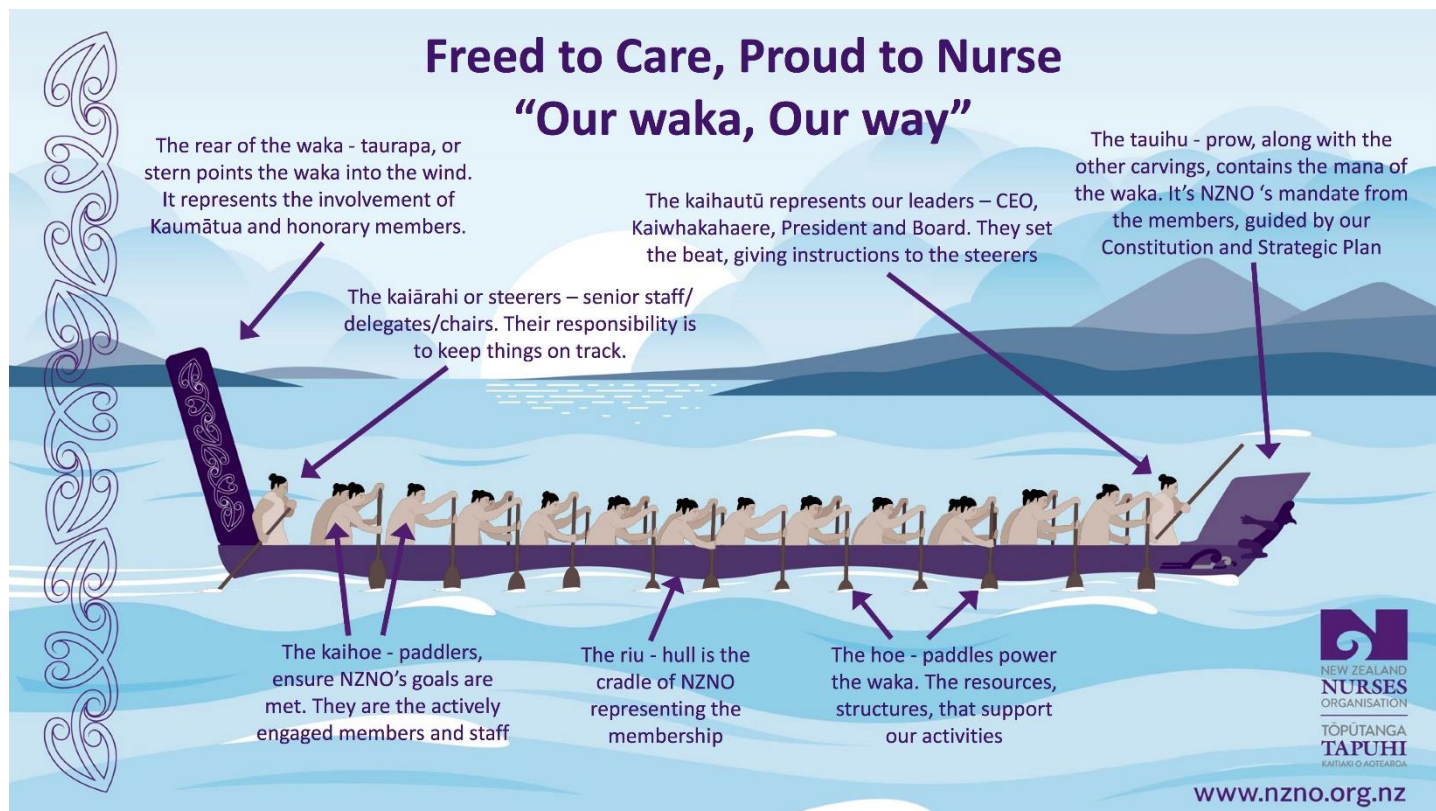 Freed to Care, Proud to Nurse
“Our waka, Our way”
The rear of the waka - taurapa, or
stern points the waka into the wind.
It represents the involvement of
Kaumātua and honorary members.
The kaiārahi or steerers – senior staff/
delegates/chairs. Their responsibility is
to keep things on track.
The kaihautū represents our leaders – CEO,
Kaiwhakahaere, President and Board. They set
the beat, giving instructions to the steerers
The tauihu - prow, along with the
other carvings, contains the mana of
the waka. It’s NZNO ‘s mandate from
the members, guided by our
Constitution and Strategic Plan
The kaihoe - paddlers,
ensure NZNO’s goals are
met. They are the actively
engaged members and staff
The riu - hull is the
cradle of NZNO
representing the
membership
The hoe - paddles power
the waka. The resources,
structures, that support
our activities
NEW ZEALAND
NURSES
ORGANISATION
TŌPŪTANGA
TAPUHI
KAITIAKI O AOTEAROA
www.nzno.org.nz